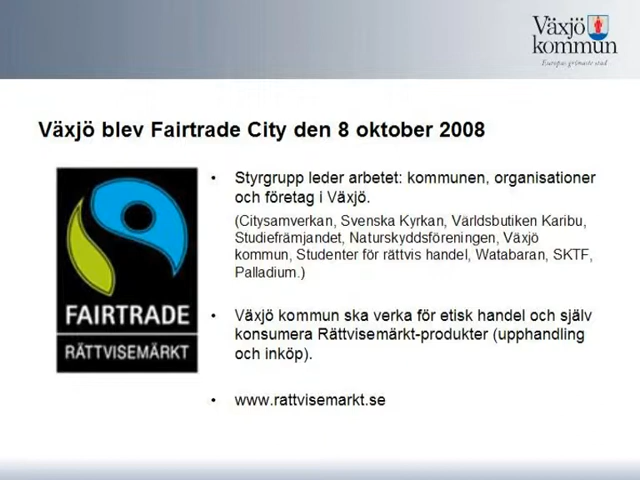 Växjö
kommun
Europas grönaste stad
Växjö blev Fairtrade City den 8 oktober 2008
FAIRTRADE
RÄTTVISEMÄRKT
• Styrgrupp leder arbetet: kommunen, organisationer
och företag i Växjö.
(Citysamverkan, Svenska Kyrkan, Världsbutiken Karibu,
Studiefrämjandet, Naturskyddsföreningen, Växjö
kommun, Studenter för rättvis handel, Watabaran, SKTF,
Palladium.)
• Växjö kommun ska verka för etisk handel och själv
konsumera Rättvisemärkt-produkter (upphandling
och inköp).
• www.rattvisemarkt.se